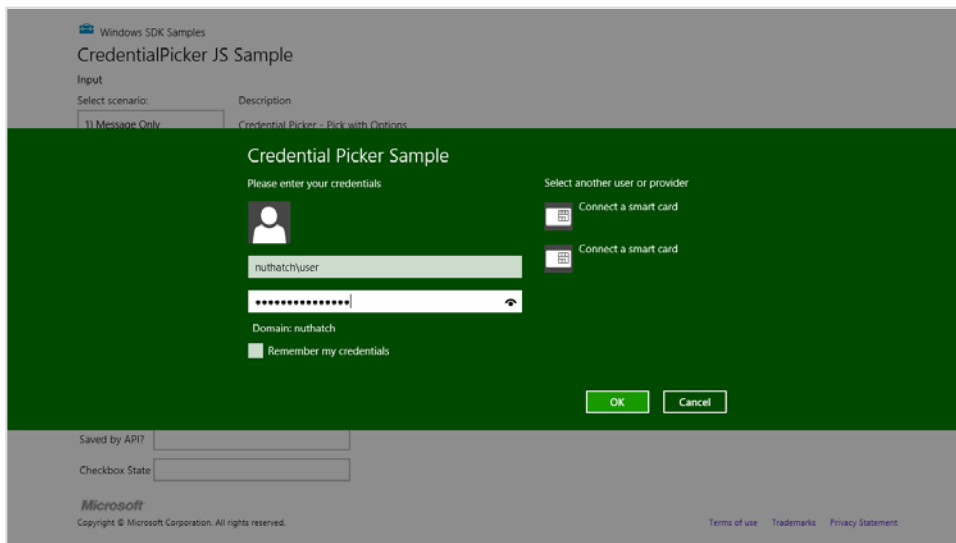 Windows SDK Samples
CredentialPicker JS Sample
Input
Select scenario:
Description
1) Message Only
Credential Picker - Pick with Options
Credential Picker Sample
Please enter your credentials
Select another user or provider
Connect a smart card
nuthatch\user
Connect a smart card
•••••••••••••••
Domain: nuthatch
Remember my credentials
OK
Cancel
Saved by API?
Checkbox State
Microsoft
Copyright © Microsoft Corporation. All rights reserved.
Terms of use
Trademarks
Privacy Statement